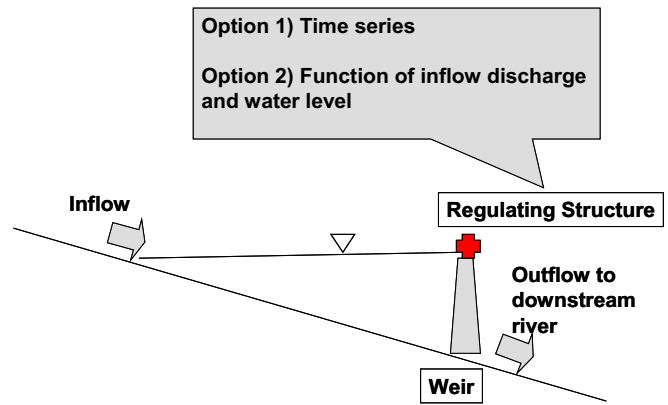 Option 1) Time series
Option 2) Function of inflow discharge
and water level
Inflow
Regulating Structure
Outflow to
downstream
river
Weir